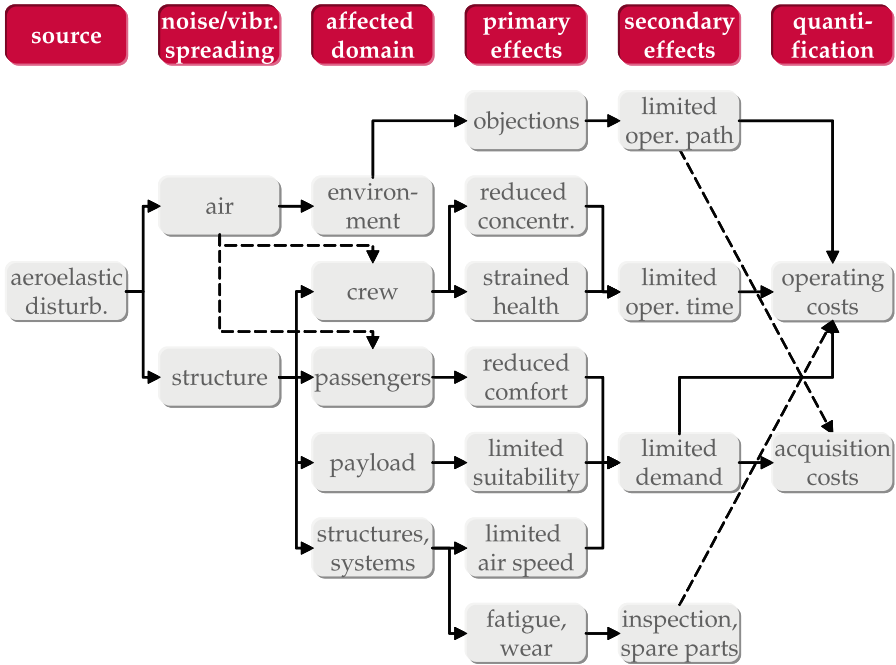 source
noise/vibr.
spreading
affected
domain
primary
effects
secondary
effects
quanti-
fication
objections
limited
oper. path
air
environ-
ment
reduced
concentr.
aeroelastic
disturb.
crew
strained
health
limited
oper. time
operating
costs
structure
passengers
reduced
comfort
payload
limited
suitability
limited
demand
acquisition
costs
structures,
systems
limited
air speed
fatigue,
wear
inspection,
spare parts